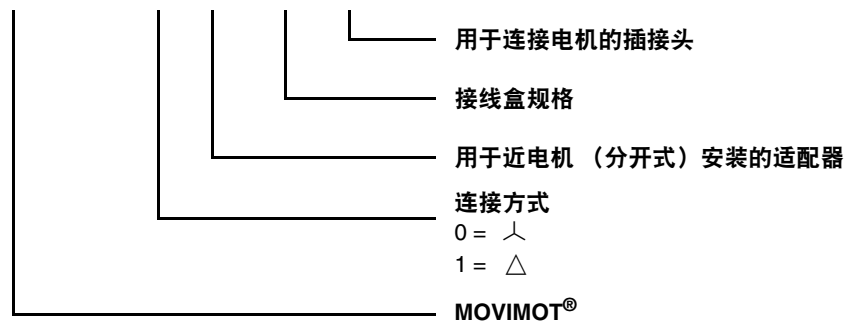 用于连接电机的插接头
接线盒规格
用于近电机 （分开式）安装的适配器
连接方式
0 = 人
1 = △
MOVIMOT®